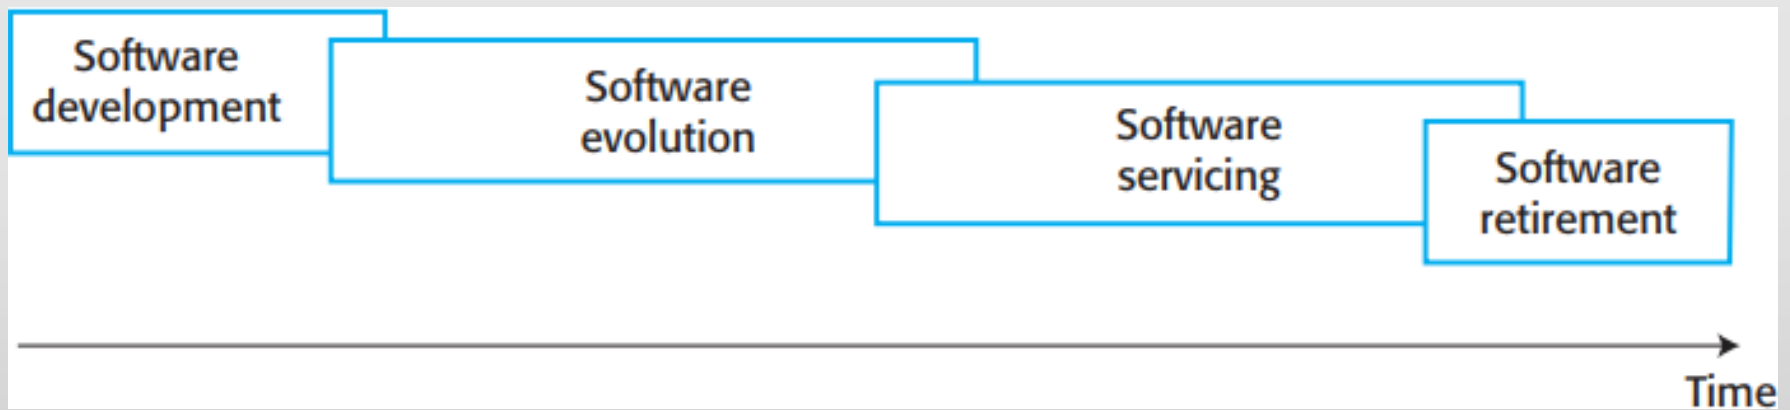 Software
development
Software
evolution
Software
servicing
Software
retirement
Time